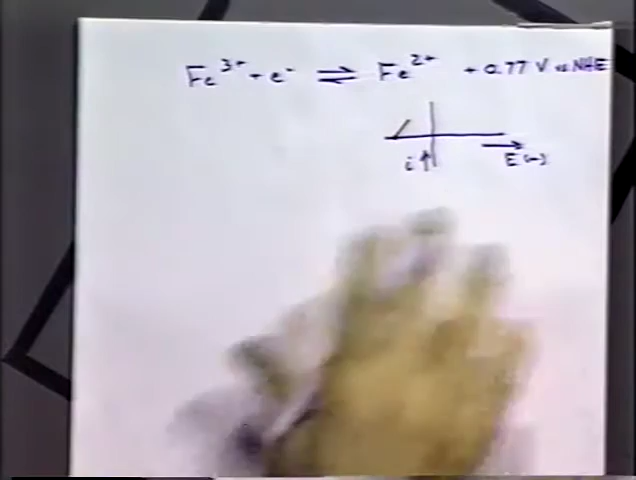 Fe³⁺ + e⁻ ⇌ Fe²⁺ +0.77 V vs NHE
i ↑
E (-)